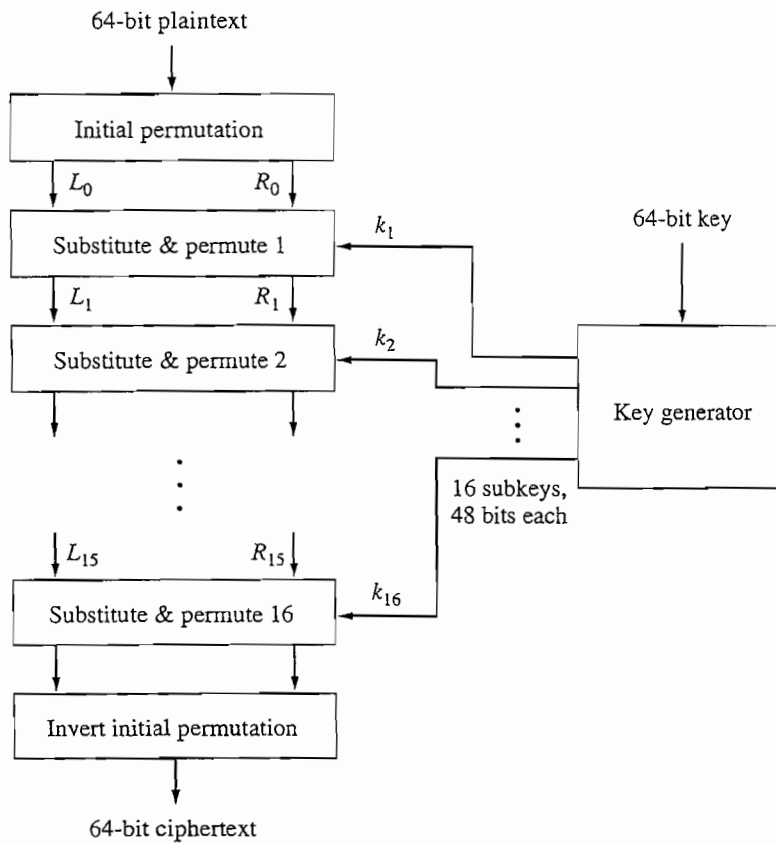 64-bit plaintext
Initial permutation
L0 R0
Substitute & permute 1
k1
64-bit key
L1 R1
Substitute & permute 2
k2
Key generator
16 subkeys,
48 bits each
L15 R15
Substitute & permute 16
k16
Invert initial permutation
64-bit ciphertext